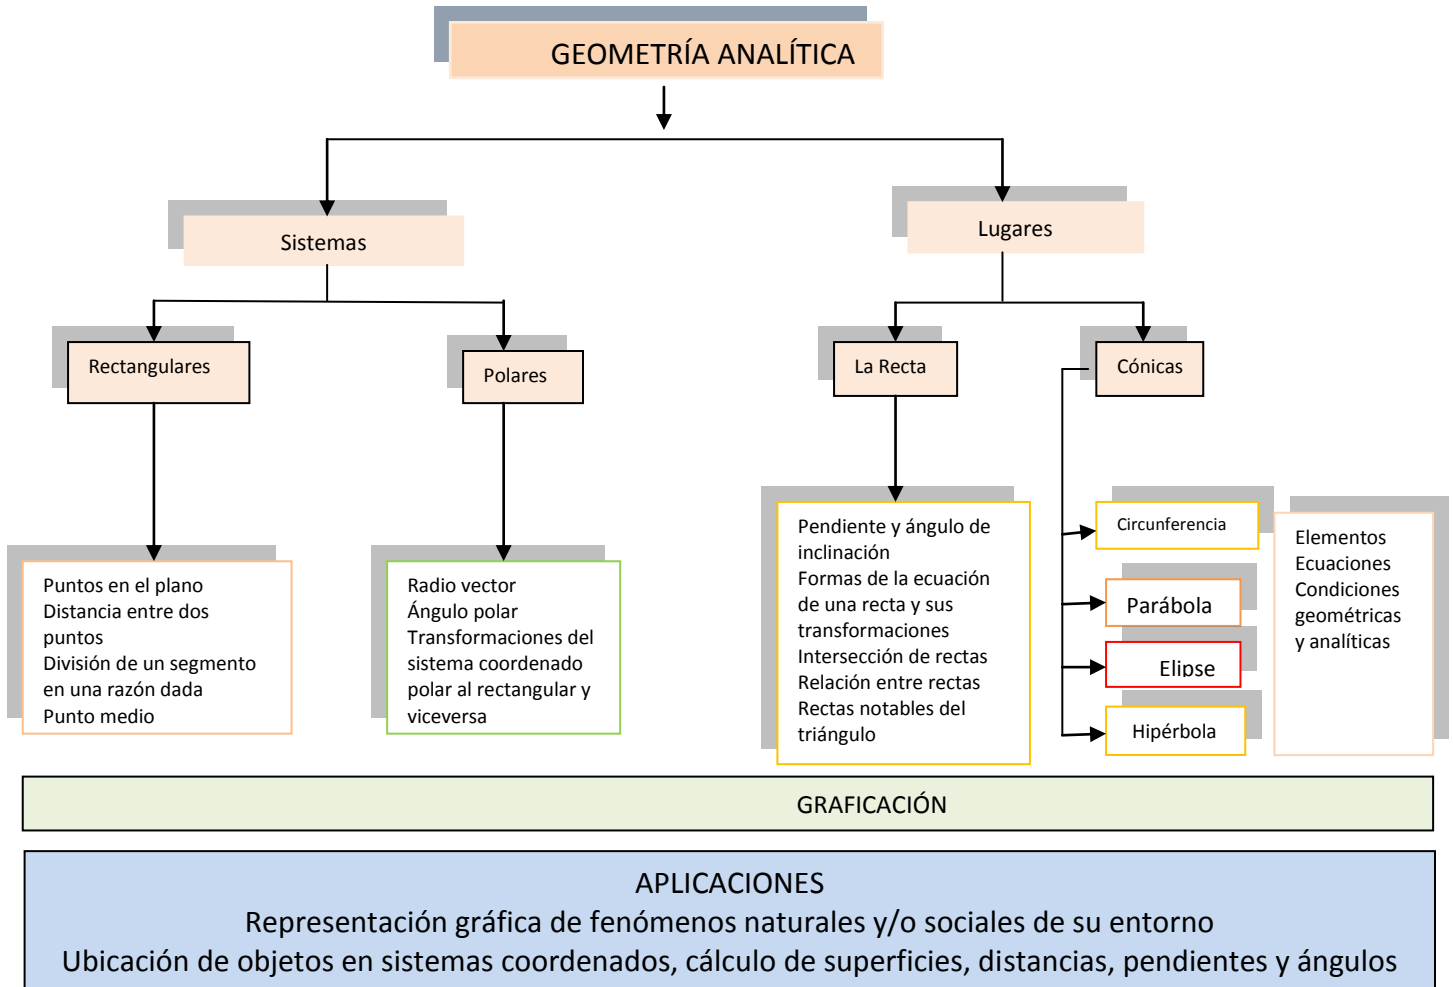 GEOMETRÍA ANALÍTICA
Sistemas
Lugares
Rectangulares
Polares
La Recta
Cónicas
Puntos en el plano
Distancia entre dos
puntos
División de un segmento
en una razón dada
Punto medio
Radio vector
Ángulo polar
Transformaciones del
sistema coordenado
polar al rectangular y
viceversa
Pendiente y ángulo de
inclinación
Formas de la ecuación
de una recta y sus
transformaciones
Intersección de rectas
Relación entre rectas
Rectas notables del
triángulo
Circunferencia
Parábola
Elipse
Hipérbola
Elementos
Ecuaciones
Condiciones
geométricas
y analíticas
GRAFICACIÓN
APLICACIONES
Representación gráfica de fenómenos naturales y/o sociales de su entorno
Ubicación de objetos en sistemas coordenados, cálculo de superficies, distancias, pendientes y ángulos